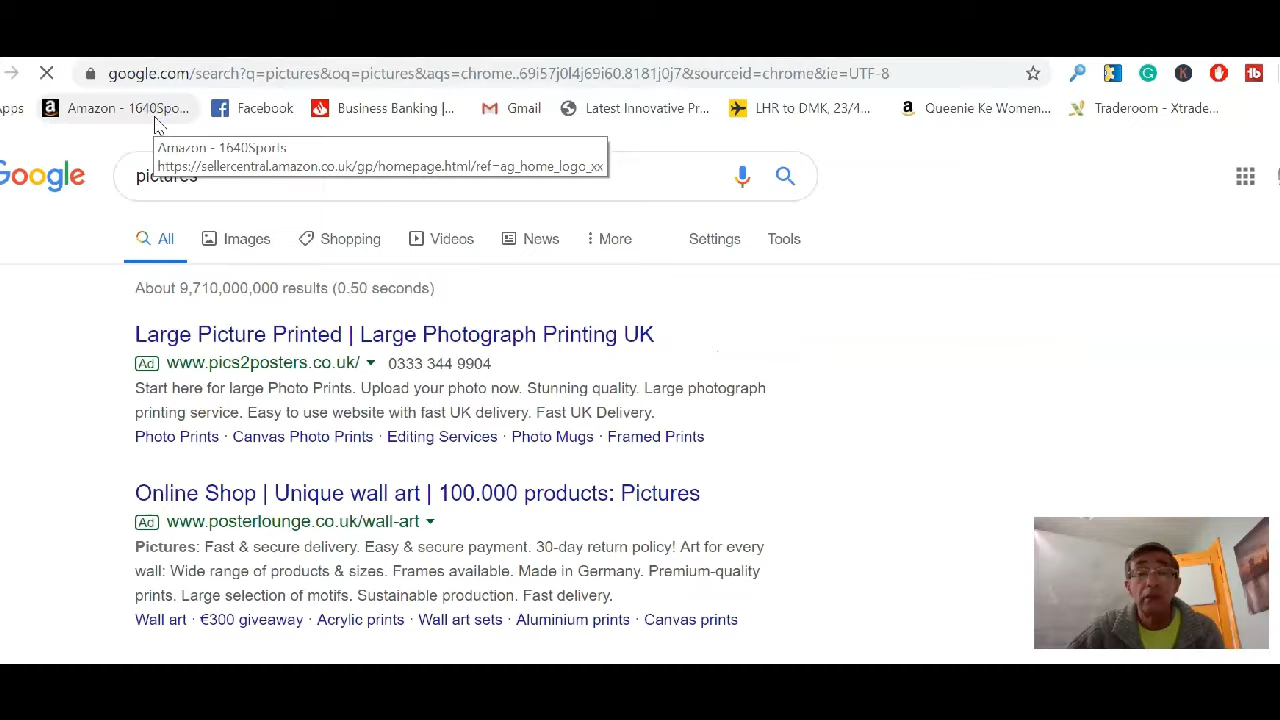 google.com/search?q=pictures&oq=pictures&aqs=chrome..69i57j0l4j69i60.8181j0j7&sourceid=chrome&ie=UTF-8
Apps Amazon - 1640Spo... Facebook Business Banking |... Gmail Latest Innovative Pr... LHR to DMK, 23/4... Queenie Ke Women... Traderoom - Xtrade...
Amazon - 1640Sports
https://sellercentral.amazon.co.uk/gp/homepage.html/ref=ag_home_logo_xx
Google pictures
All Images Shopping Videos News More Settings Tools
About 9,710,000,000 results (0.50 seconds)
Large Picture Printed | Large Photograph Printing UK
Ad www.pics2posters.co.uk/ 0333 344 9904
Start here for large Photo Prints. Upload your photo now. Stunning quality. Large photograph
printing service. Easy to use website with fast UK delivery. Fast UK Delivery.
Photo Prints · Canvas Photo Prints · Editing Services · Photo Mugs · Framed Prints
Online Shop | Unique wall art | 100.000 products: Pictures
Ad www.posterlounge.co.uk/wall-art
Pictures: Fast & secure delivery. Easy & secure payment. 30-day return policy! Art for every
wall: Wide range of products & sizes. Frames available. Made in Germany. Premium-quality
prints. Large selection of motifs. Sustainable production. Fast delivery.
Wall art · €300 giveaway · Acrylic prints · Wall art sets · Aluminium prints · Canvas prints